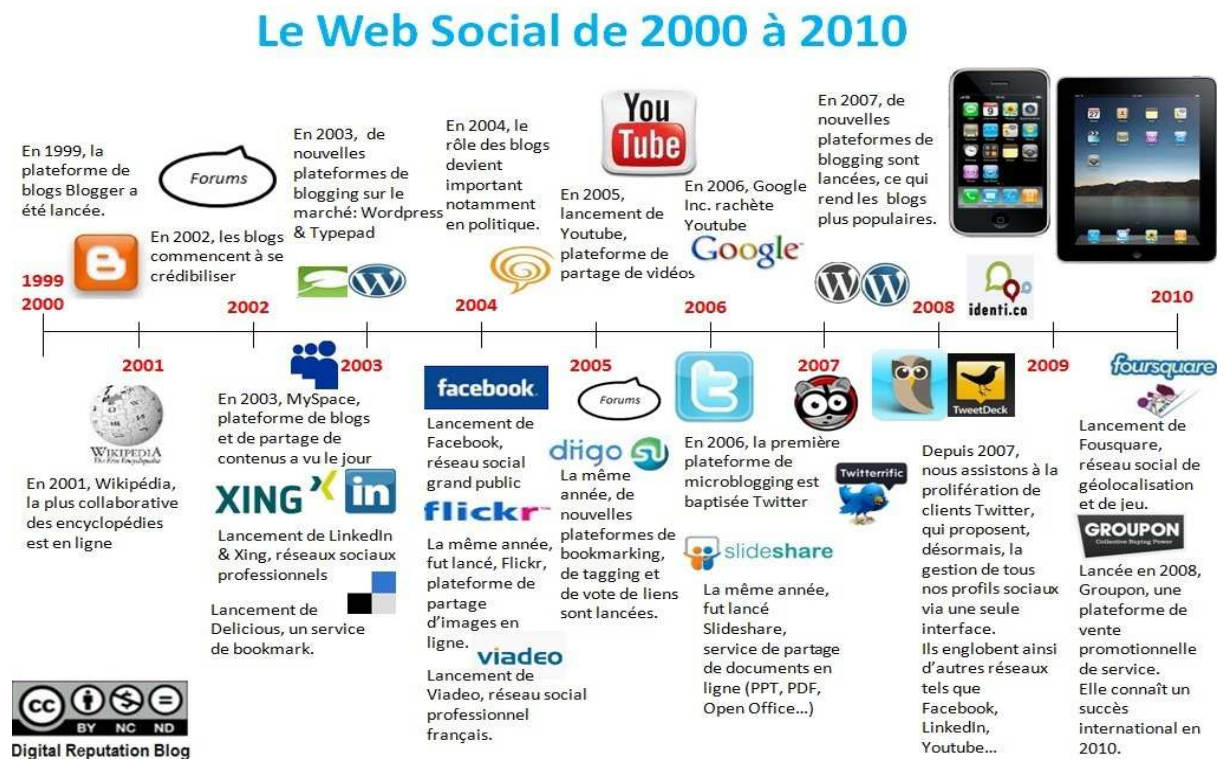 Le Web Social de 2000 à 2010
En 1999, la
plateforme de
blogs Blogger a
été lancée.
Forums
En 2002, les blogs
commencent à se
crédibiliser
En 2003, de
nouvelles
plateformes de
blogging sur le
marché: Wordpress
& Typepad
En 2004, le
rôle des blogs
devient
important
notamment
en politique.
You
Tube
En 2005,
lancement de
Youtube,
plateforme de
partage de vidéos
En 2006, Google
Inc. rachète
Youtube
Google
En 2007, de
nouvelles
plateformes de
blogging sont
lancées, ce qui
rend les blogs
plus populaires.
identi.ca
1999
2000
2002
2004
2006
2008
2010
2001
2003
2005
2007
2009
WIKIPEDIA
The Free Encyclopedia
En 2001, Wikipédia,
la plus collaborative
des encyclopédies
est en ligne
En 2003, MySpace,
plateforme de blogs
et de partage de
contenus a vu le jour
XING
in
Lancement de LinkedIn
& Xing, réseaux sociaux
professionnels
Lancement de
Delicious, un service
de bookmark.
facebook
Lancement de
Facebook,
réseau social
grand public
flickr
La même année,
fut lancé, Flickr,
plateforme de
partage
d'images en
ligne.
viadeo
Lancement de
Viadeo, réseau social
professionnel
français.
Forums
diigo
La même
année, de
nouvelles
plateformes de
bookmarking,
de tagging et
de vote de liens
sont lancées.
En 2006, la première
plateforme de
microblogging est
baptisée Twitter
slideshare
La même année,
fut lancé
Slideshare,
service de partage
de documents en
ligne (PPT, PDF,
Open Office...)
Twitterrific
TweetDeck
Depuis 2007,
nous assistons à la
prolifération de
clients Twitter,
qui proposent,
désormais, la
gestion de tous
nos profils sociaux
via une seule
interface.
Ils englobent ainsi
d'autres réseaux
tels que
Facebook,
LinkedIn,
Youtube...
foursquare
Lancement de
Fousquare,
réseau social de
géolocalisation
et de jeu.
GROUPON
Collective Buying Power
Lancée en 2008,
Groupon, une
plateforme de
vente
promotionnelle
de service.
Elle connaît un
succès
international en
2010.
cc
BY NC ND
Digital Reputation Blog